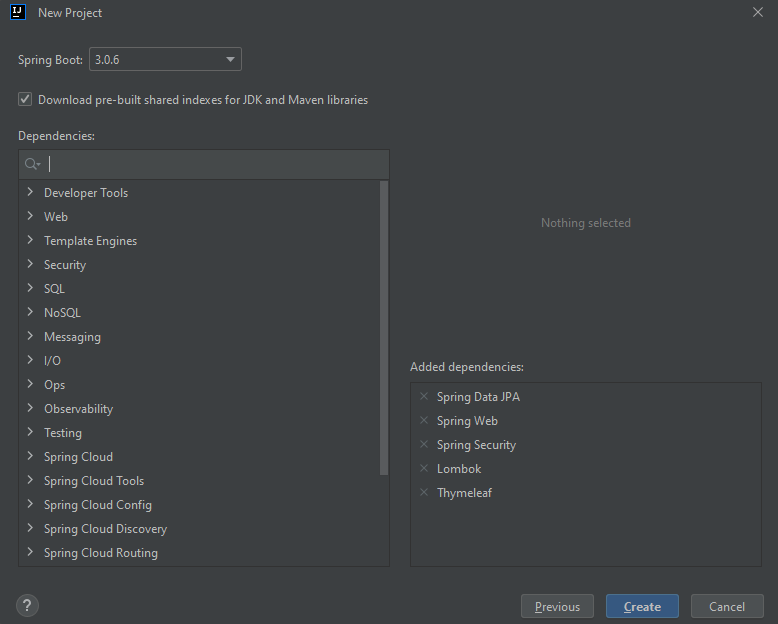 IJ
New Project
Spring Boot: 3.0.6
Download pre-built shared indexes for JDK and Maven libraries
Dependencies:
Developer Tools
Web
Template Engines
Security
SQL
NoSQL
Messaging
I/O
Ops
Observability
Testing
Spring Cloud
Spring Cloud Tools
Spring Cloud Config
Spring Cloud Discovery
Spring Cloud Routing
Nothing selected
Added dependencies:
Spring Data JPA
Spring Web
Spring Security
Lombok
Thymeleaf
?
Previous Create Cancel